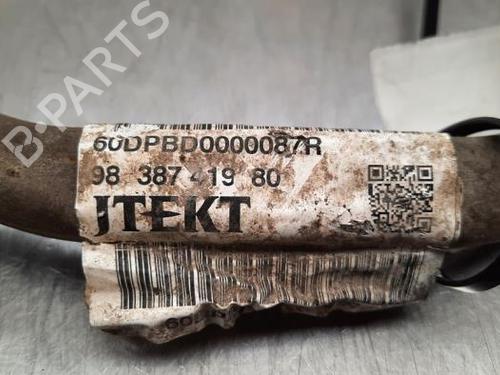 B-PARTS
60DPBD0000087R
98 387 419 80
JTEKT